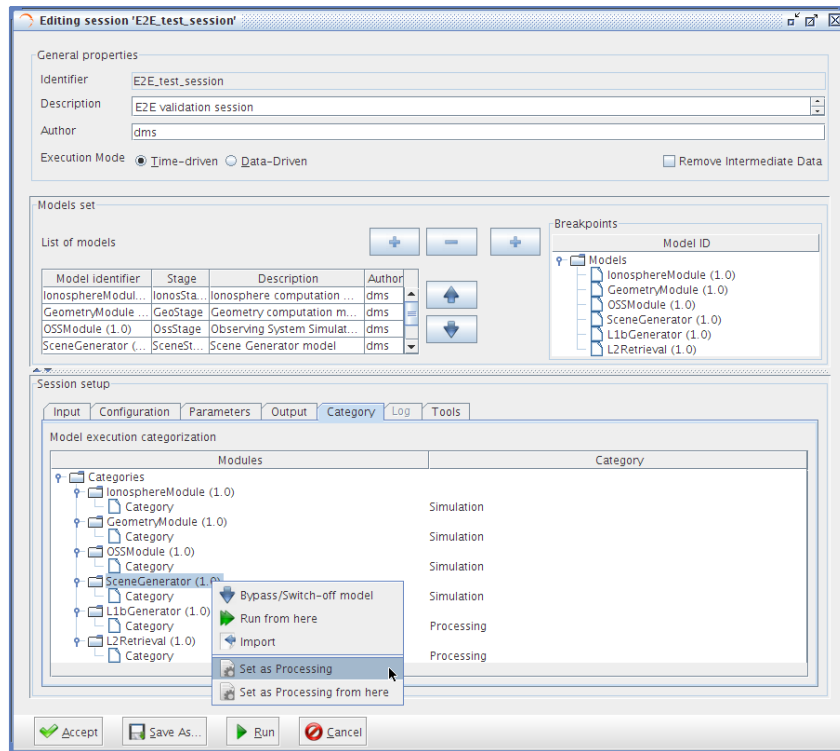 Editing session 'E2E_test_session'
General properties
Identifier E2E_test_session
Description E2E validation session
Author dms
Execution Mode Time-driven Data-Driven Remove Intermediate Data
Models set
List of models
Model identifier Stage Description Author
IonosphereModul... IonosSta... Ionosphere computation ... dms
GeometryModule ... GeoStage Geometry computation m... dms
OSSModule (1.0) OssStage Observing System Simulat... dms
SceneGenerator (... SceneSt... Scene Generator model dms
Breakpoints
Model ID
Models
IonosphereModule (1.0)
GeometryModule (1.0)
OSSModule (1.0)
SceneGenerator (1.0)
L1bGenerator (1.0)
L2Retrieval (1.0)
Session setup
Input Configuration Parameters Output Category Log Tools
Model execution categorization
Modules Category
Categories
IonosphereModule (1.0)
Category Simulation
GeometryModule (1.0)
Category Simulation
OSSModule (1.0)
Category Simulation
SceneGenerator (1.0)
Category Simulation
L1bGenerator (1.0)
Category Processing
L2Retrieval (1.0)
Category Processing
Bypass/Switch-off model
Run from here
Import
Set as Processing
Set as Processing from here
Accept Save As... Run Cancel